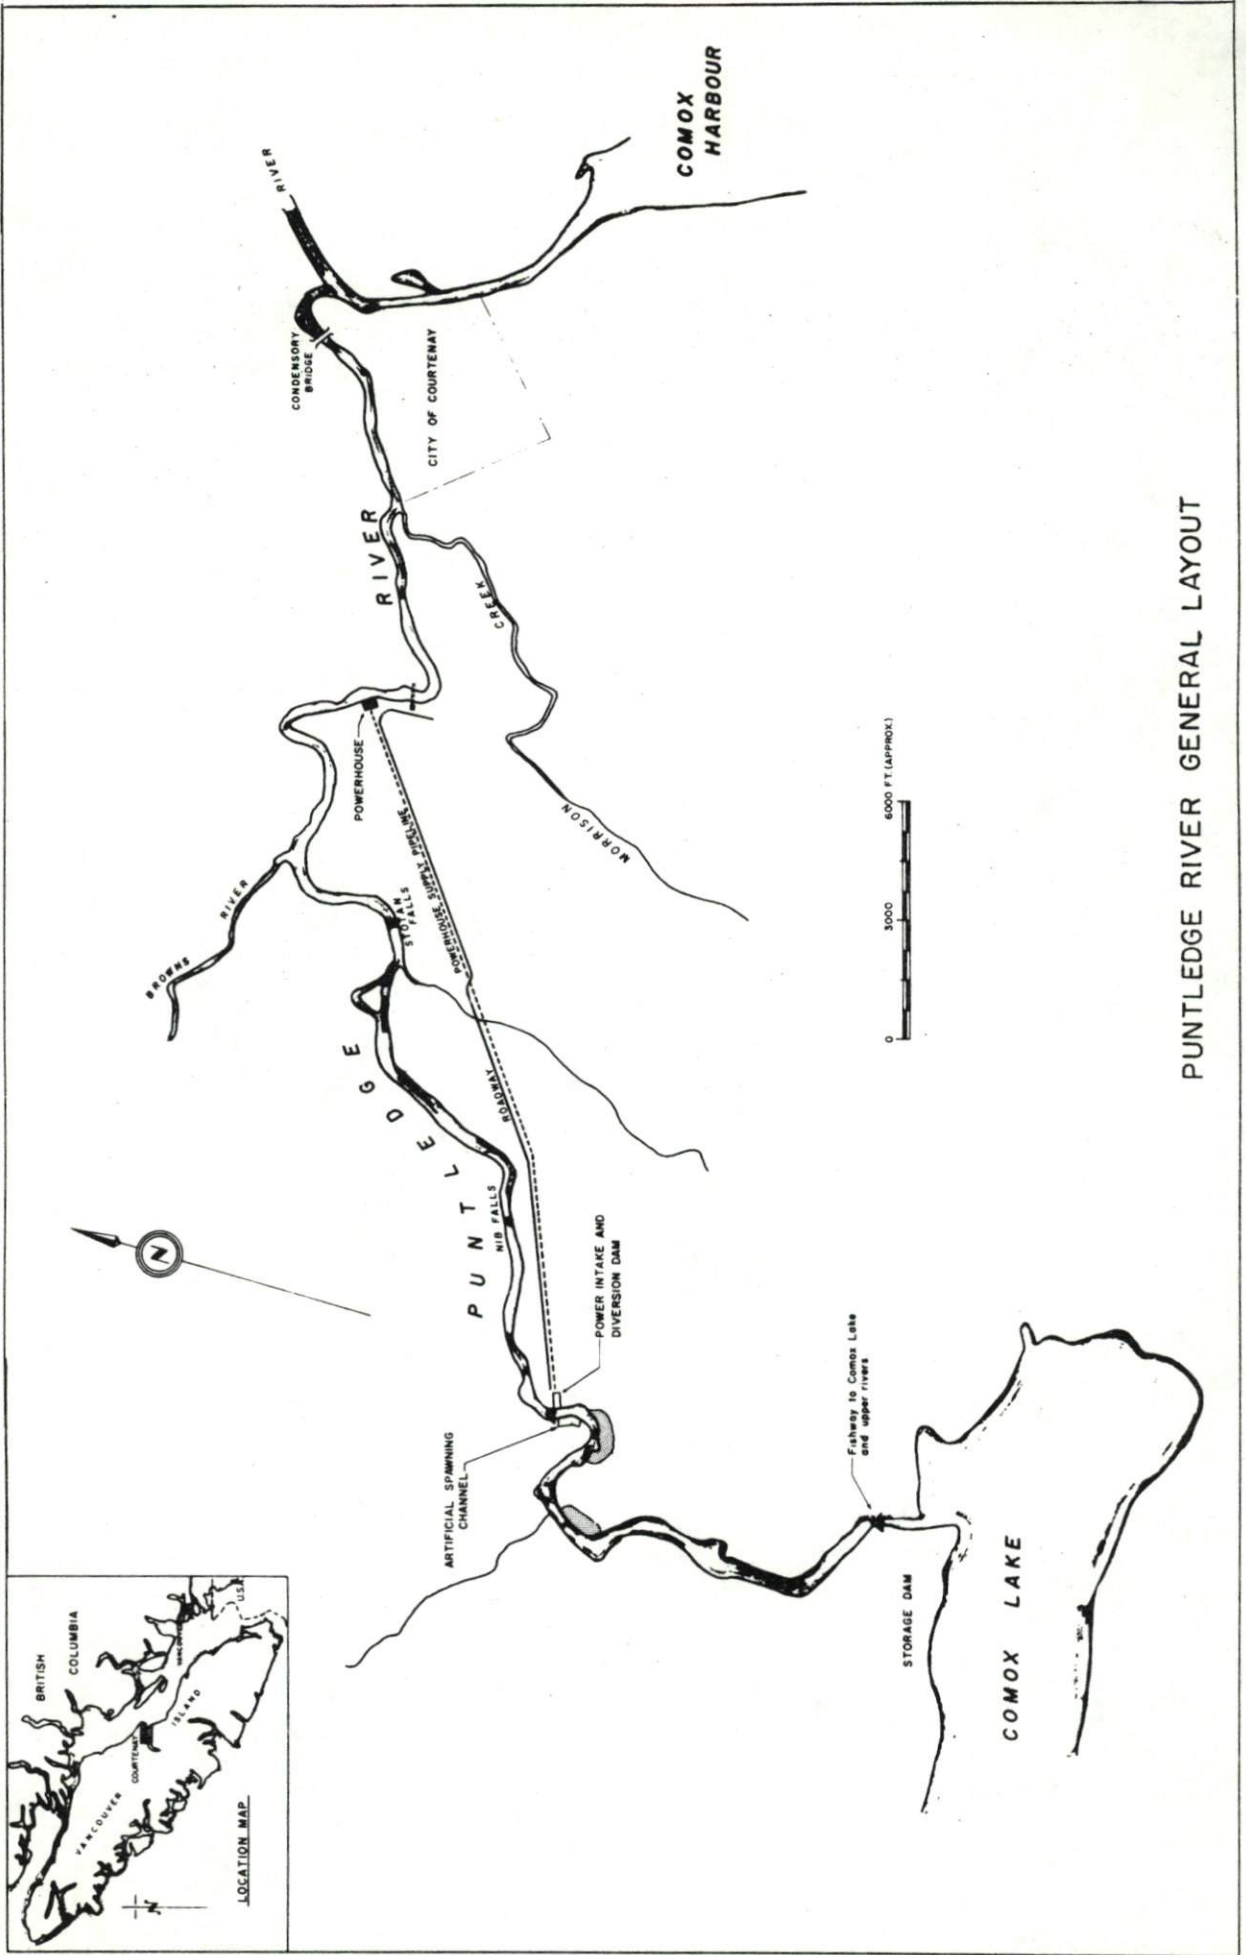 BRITISH
COLUMBIA
VANCOUVER
U.S.A.
COURTENAY
VANCOUVER
ISLAND
N
LOCATION MAP
N
RIVER
CONDENSORY
BRIDGE
COMOX
HARBOUR
CITY OF COURTENAY
BROWNS
RIVER
POWERHOUSE
PUNTLEDGE
RIVER
STOTAN
FALLS
POWERHOUSE SUPPLY PIPELINE
ROADWAY
NIB FALLS
MORRISON
CREEK
ARTIFICIAL SPAWNING
CHANNEL
POWER INTAKE AND
DIVERSION DAM
Fishway to Comox Lake
and upper rivers
STORAGE DAM
COMOX LAKE
0 3000 6000 FT.(APPROX.)
PUNTLEDGE RIVER GENERAL LAYOUT